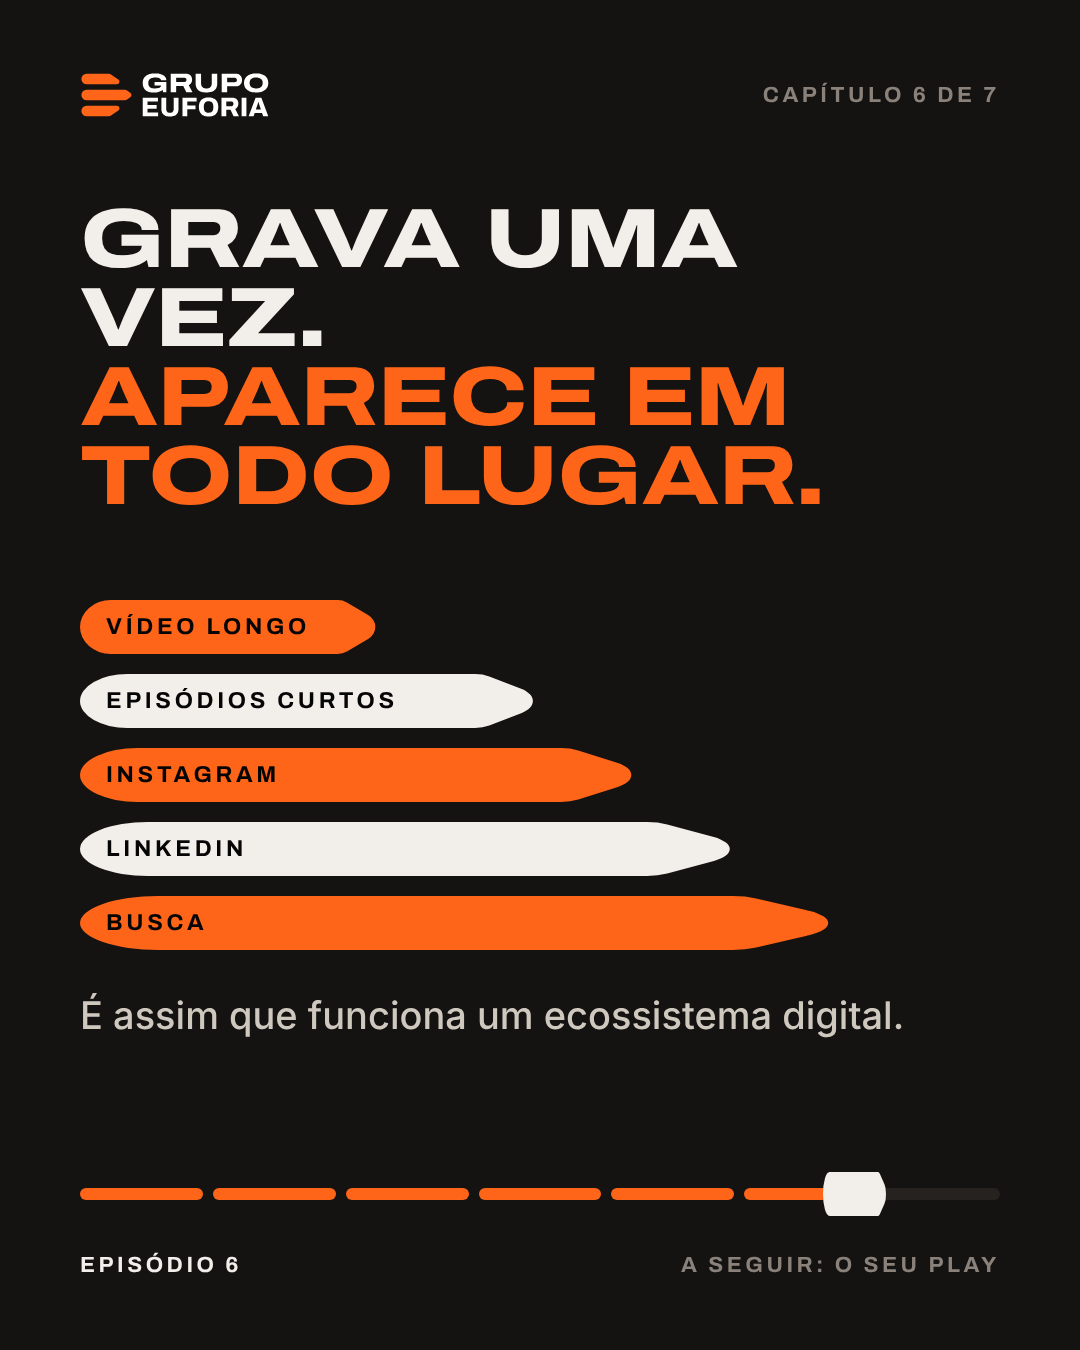 GRUPO
EUFORIA
CAPÍTULO 6 DE 7
GRAVA UMA
VEZ.
APARECE EM
TODO LUGAR.
VÍDEO LONGO
EPISÓDIOS CURTOS
INSTAGRAM
LINKEDIN
BUSCA
É assim que funciona um ecossistema digital.
EPISÓDIO 6
A SEGUIR: O SEU PLAY